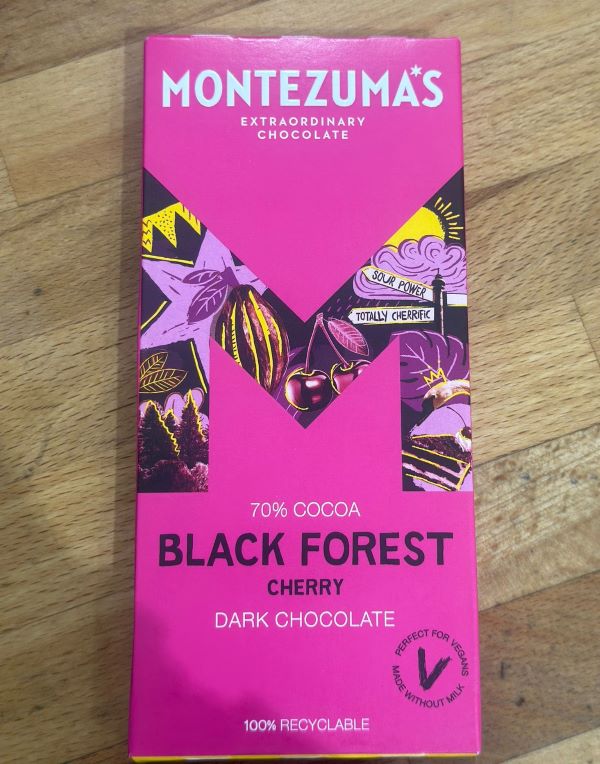 MONTEZUMA'S
EXTRAORDINARY
CHOCOLATE
SOUR POWER
TOTALLY CHERRIFIC
70% COCOA
BLACK FOREST
CHERRY
DARK CHOCOLATE
PERFECT FOR VEGANS
V
MADE WITHOUT MILK
100% RECYCLABLE